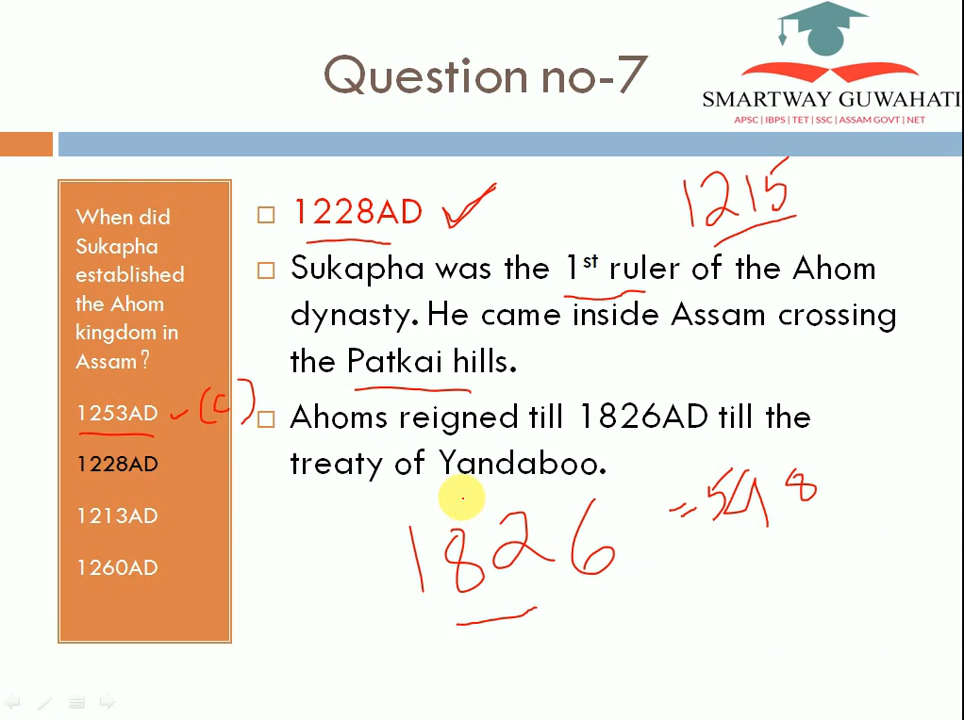 Question no-7
SMARTWAY GUWAHATI
APSC | IBPS | TET | SSC | ASSAM GOVT | NET
When did
Sukapha
established
the Ahom
kingdom in
Assam?
1253AD (C)
1228AD
1213AD
1260AD
1228AD
1215
Sukapha was the 1st ruler of the Ahom
dynasty. He came inside Assam crossing
the Patkai hills.
Ahoms reigned till 1826AD till the
treaty of Yandaboo.
1826
= 598